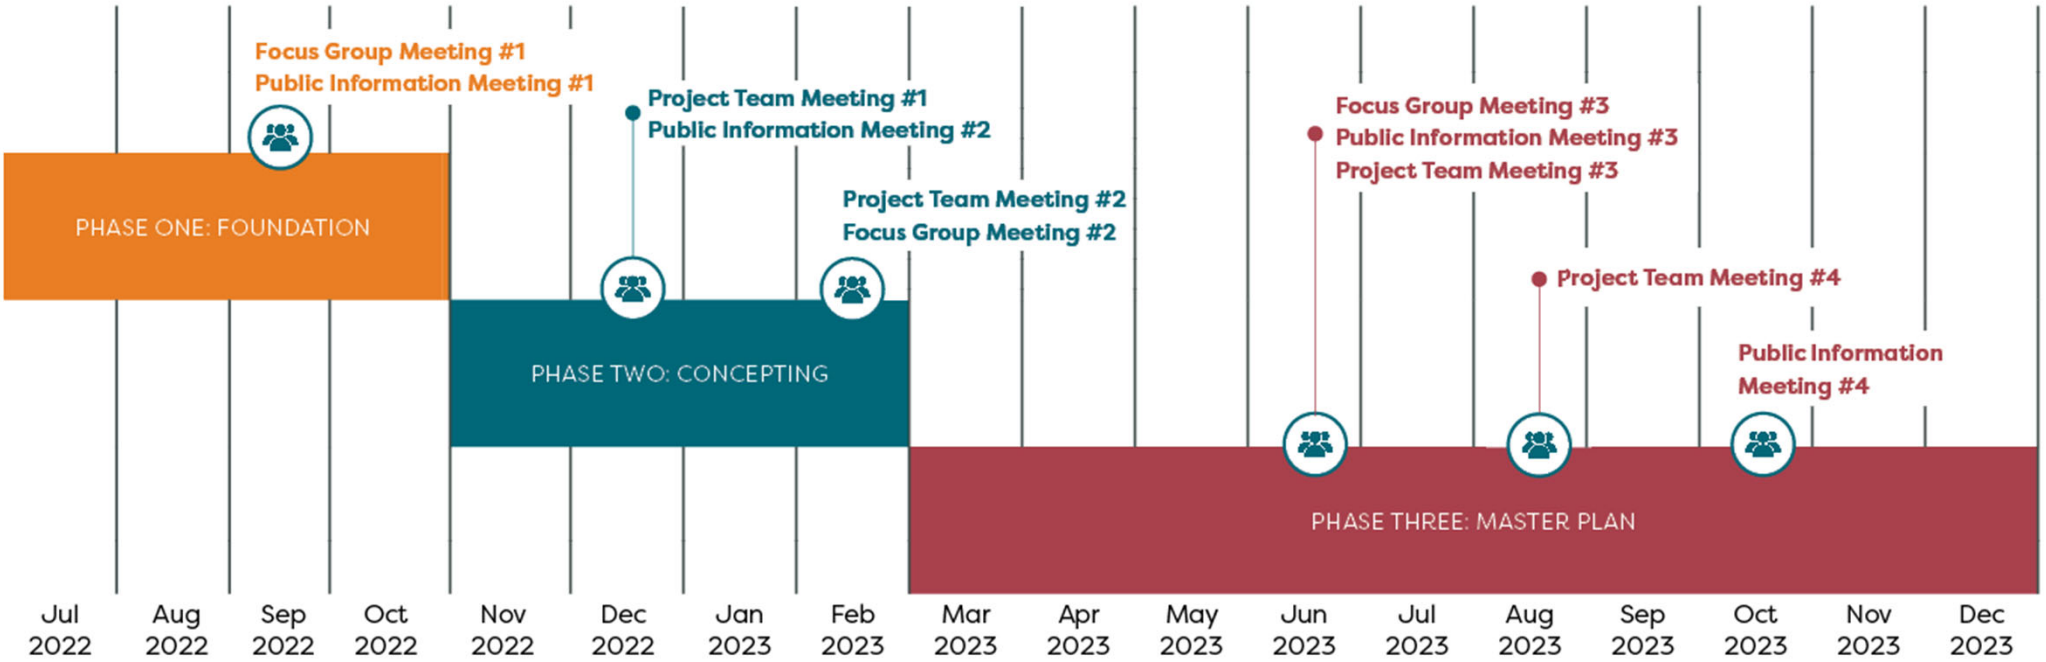 Focus Group Meeting #1
Public Information Meeting #1
Project Team Meeting #1
Public Information Meeting #2
Focus Group Meeting #3
Public Information Meeting #3
Project Team Meeting #3
Project Team Meeting #2
Focus Group Meeting #2
PHASE ONE: FOUNDATION
Project Team Meeting #4
Public Information
Meeting #4
PHASE TWO: CONCEPTING
PHASE THREE: MASTER PLAN
Jul Aug Sep Oct Nov Dec Jan Feb Mar Apr May Jun Jul Aug Sep Oct Nov Dec
2022 2022 2022 2022 2022 2022 2023 2023 2023 2023 2023 2023 2023 2023 2023 2023 2023 2023